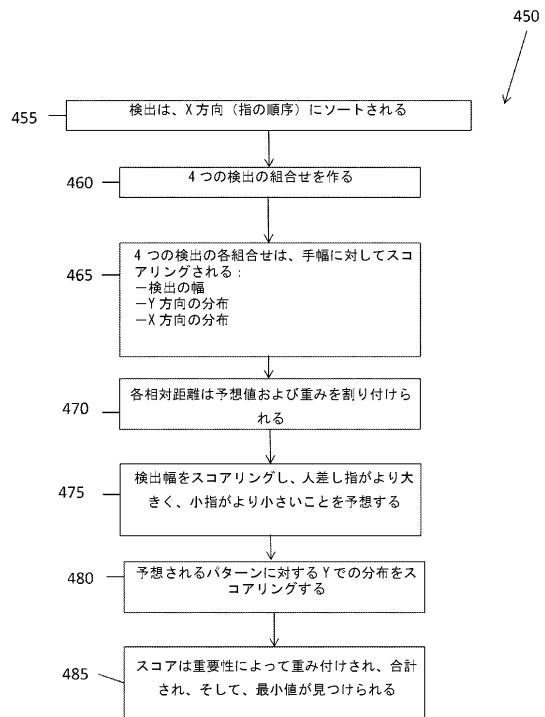 450
455
検出は、X方向（指の順序）にソートされる
460
4つの検出の組合せを作る
465
4つの検出の各組合せは、手幅に対してスコ
アリングされる：
－検出の幅
－Y方向の分布
－X方向の分布
470
各相対距離は予想値および重みを割り付けら
れる
475
検出幅をスコアリングし、人差し指がより大
きく、小指がより小さいことを予想する
480
予想されるパターンに対するYでの分布をス
コアリングする
485
スコアは重要性によって重み付けされ、合計
され、そして、最小値が見つけられる